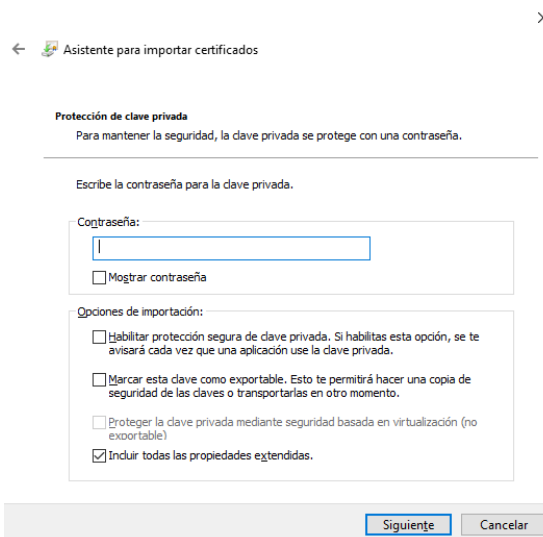 Asistente para importar certificados
Protección de clave privada
Para mantener la seguridad, la clave privada se protege con una contraseña.
Escribe la contraseña para la clave privada.
Contraseña:
Mostrar contraseña
Opciones de importación:
Habilitar protección segura de clave privada. Si habilitas esta opción, se te
avisará cada vez que una aplicación use la clave privada.
Marcar esta clave como exportable. Esto te permitirá hacer una copia de
seguridad de las claves o transportarlas en otro momento.
Proteger la clave privada mediante seguridad basada en virtualización (no
exportable)
Incluir todas las propiedades extendidas.
Siguiente Cancelar